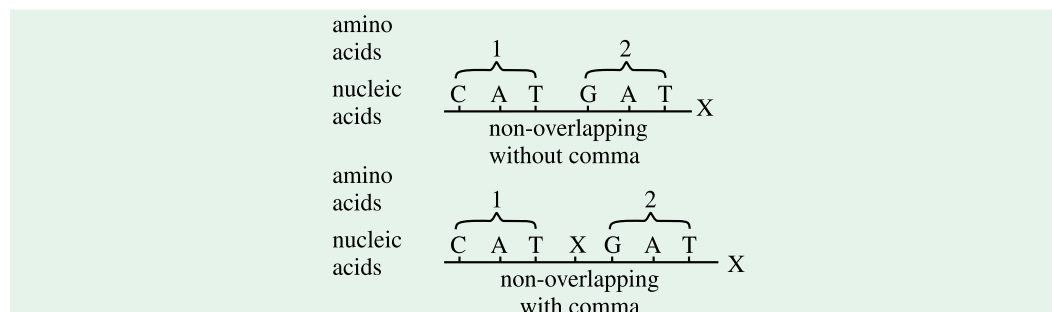 amino
acids
1 2
nucleic
acids
C A T G A T X
non-overlapping
without comma
amino
acids
1 2
nucleic
acids
C A T X G A T X
non-overlapping
with comma